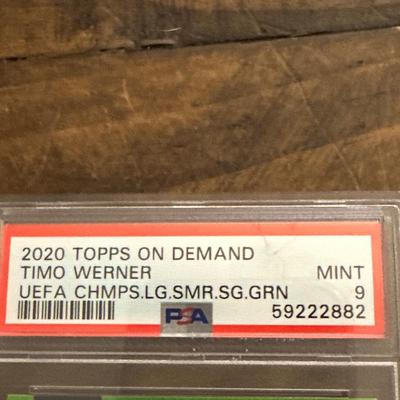 2020 TOPPS ON DEMAND
TIMO WERNER MINT
UEFA CHMPS.LG.SMR.SG.GRN 9
PSA 59222882